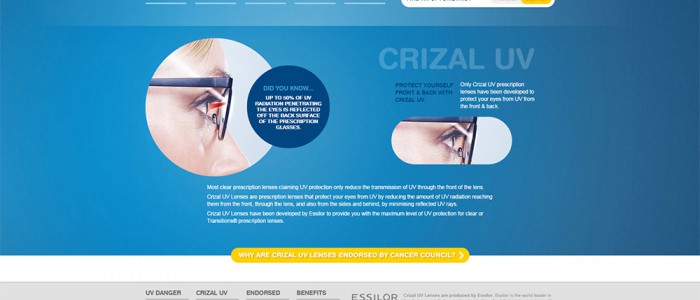 CRIZAL UV
DID YOU KNOW...
UP TO 50% OF UV
RADIATION PENETRATING
THE EYES IS REFLECTED
OFF THE BACK SURFACE
OF THE PRESCRIPTION
GLASSES.
PROTECT YOURSELF
FRONT & BACK WITH
CRIZAL UV
Only Crizal UV prescription
lenses have been developed to
protect your eyes from UV from
the front & back.
Most clear prescription lenses claiming UV protection only reduce the transmission of UV through the front of the lens.
Crizal UV Lenses are prescription lenses that protect your eyes from UV by reducing the amount of UV radiation reaching
them from the front, through the lens, and also from the sides and behind, by minimising reflected UV rays.
Crizal UV Lenses have been developed by Essilor to provide you with the maximum level of UV protection for clear or
Transitions® prescription lenses.
WHY ARE CRIZAL UV LENSES ENDORSED BY CANCER COUNCIL?
UV DANGER CRIZAL UV ENDORSED BENEFITS
ESSILOR
Crizal UV Lenses are produced by Essilor. Essilor is the world leader in